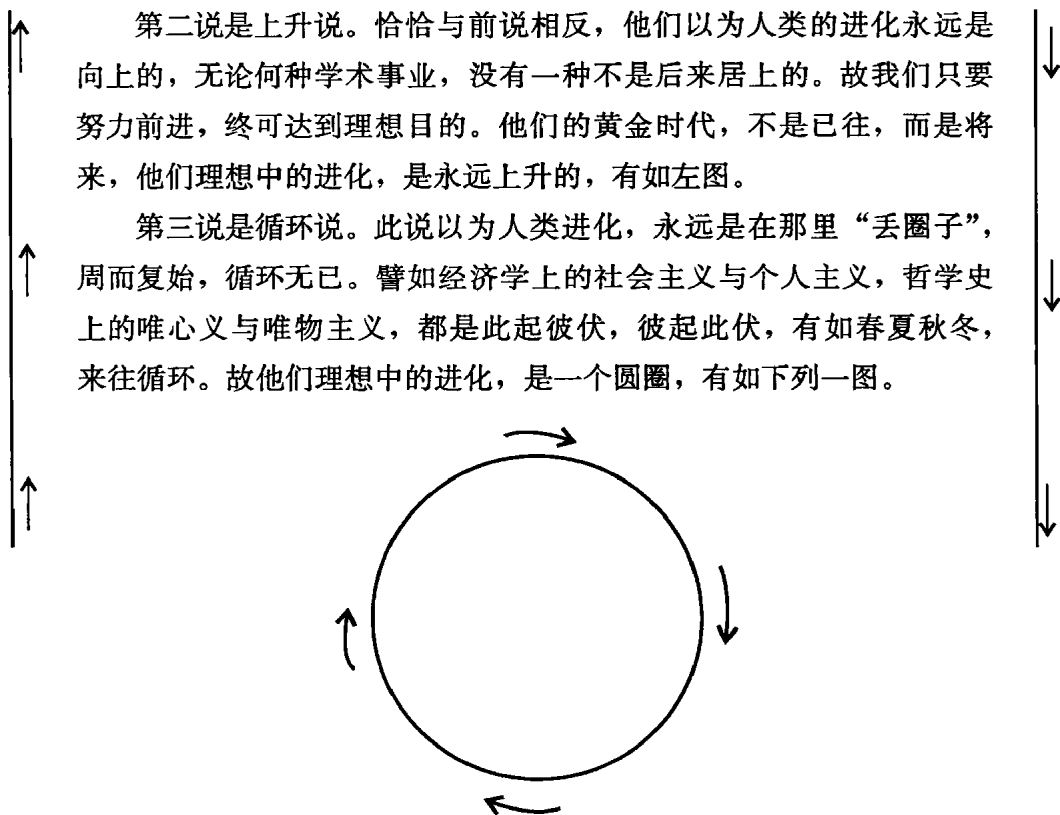 第二说是上升说。恰恰与前说相反，他们以为人类的进化永远是
向上的，无论何种学术事业，没有一种不是后来居上的。故我们只要
努力前进，终可达到理想目的。他们的黄金时代，不是已往，而是将
来，他们理想中的进化，是永远上升的，有如左图。
第三说是循环说。此说以为人类进化，永远是在那里“丢圈子”，
周而复始，循环无已。譬如经济学上的社会主义与个人主义，哲学史
上的唯心义与唯物主义，都是此起彼伏，彼起此伏，有如春夏秋冬，
来往循环。故他们理想中的进化，是一个圆圈，有如下列一图。